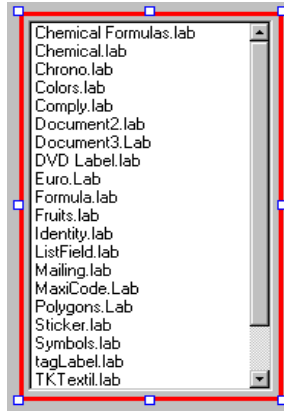 Chemical Formulas.lab
Chemical.lab
Chrono.lab
Colors.lab
Comply.lab
Document2.lab
Document3.Lab
DVD Label.lab
Euro.Lab
Formula.lab
Fruits.lab
Identity.lab
ListField.lab
Mailing.lab
MaxiCode.Lab
Polygons.Lab
Sticker.lab
Symbols.lab
tagLabel.lab
TKTextil.lab